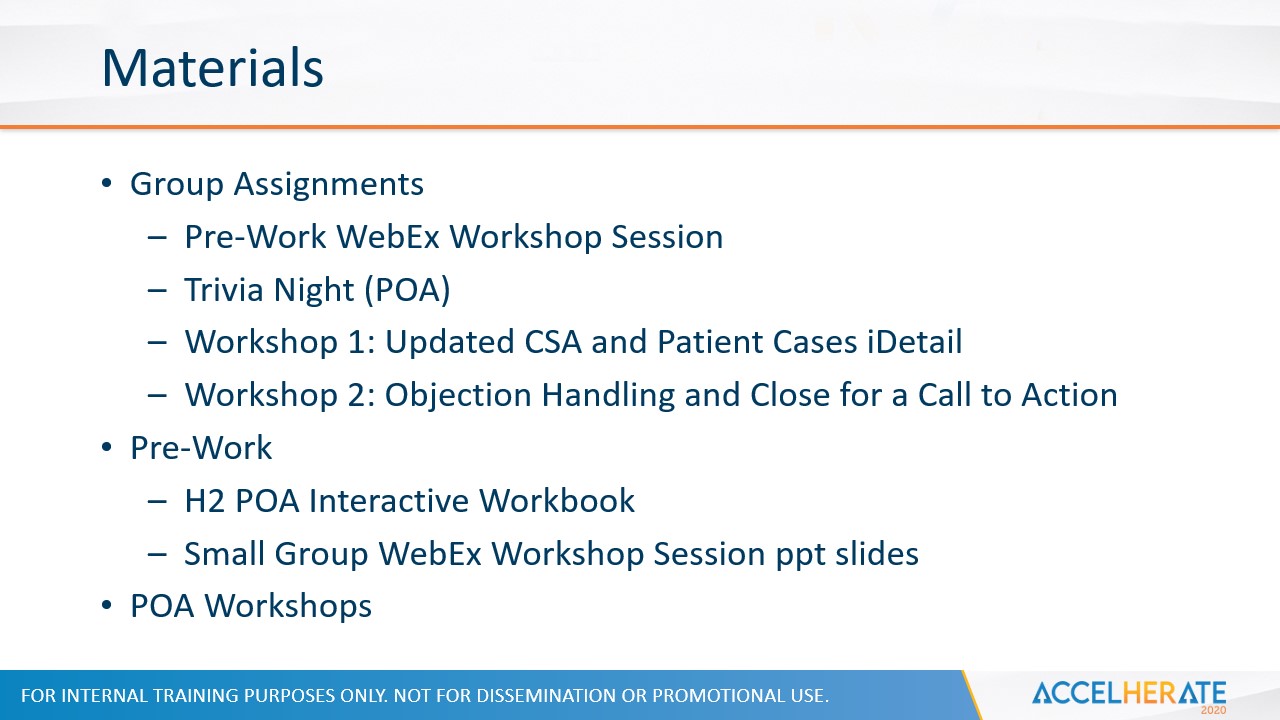 Materials
• Group Assignments
– Pre-Work WebEx Workshop Session
– Trivia Night (POA)
– Workshop 1: Updated CSA and Patient Cases iDetail
– Workshop 2: Objection Handling and Close for a Call to Action
• Pre-Work
– H2 POA Interactive Workbook
– Small Group WebEx Workshop Session ppt slides
• POA Workshops
FOR INTERNAL TRAINING PURPOSES ONLY. NOT FOR DISSEMINATION OR PROMOTIONAL USE.
ACCELHERATE
2020